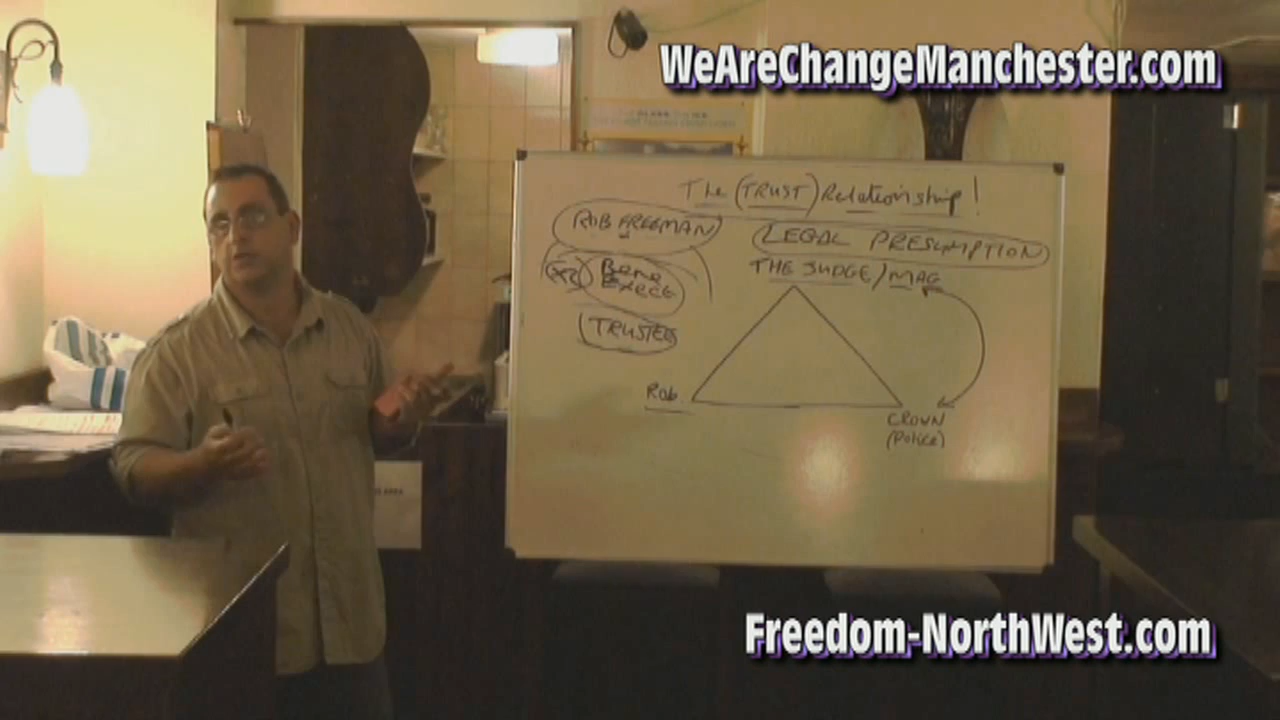 WeAreChangeManchester.com
The (TRUST) Relationship!
ROB FREEMAN
LEGAL PRESUMPTION
Bene
THE JUDGE/MAG
Exec
(TRUSTEE
Rob
CROWN
(Police)
Freedom-NorthWest.com